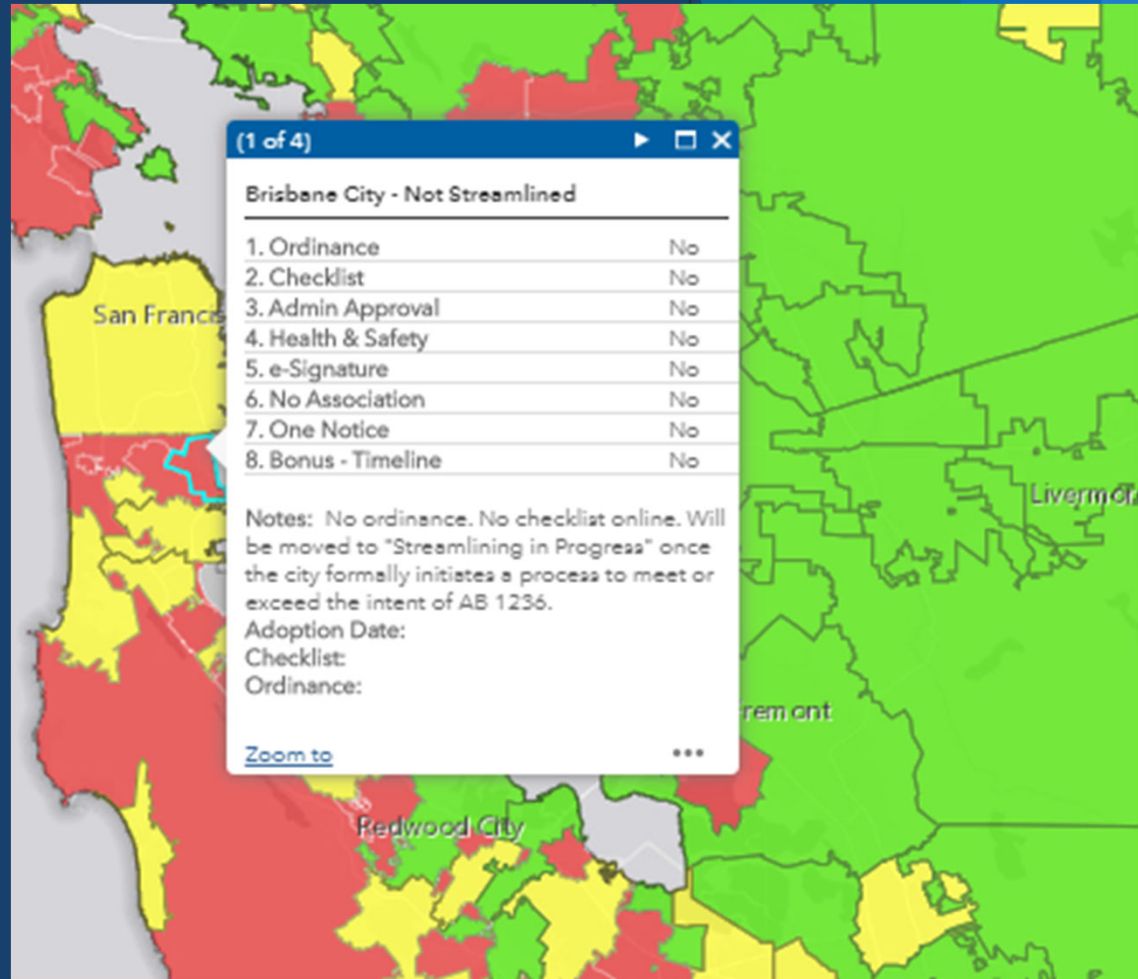 (1 of 4)
Brisbane City - Not Streamlined
1. Ordinance No
2. Checklist No
3. Admin Approval No
4. Health & Safety No
5. e-Signature No
6. No Association No
7. One Notice No
8. Bonus - Timeline No
Notes: No ordinance. No checklist online. Will
be moved to "Streamlining in Progress" once
the city formally initiates a process to meet or
exceed the intent of AB 1236.
Adoption Date:
Checklist:
Ordinance:
Zoom to
San Francis
Livermor
remont
Redwood City